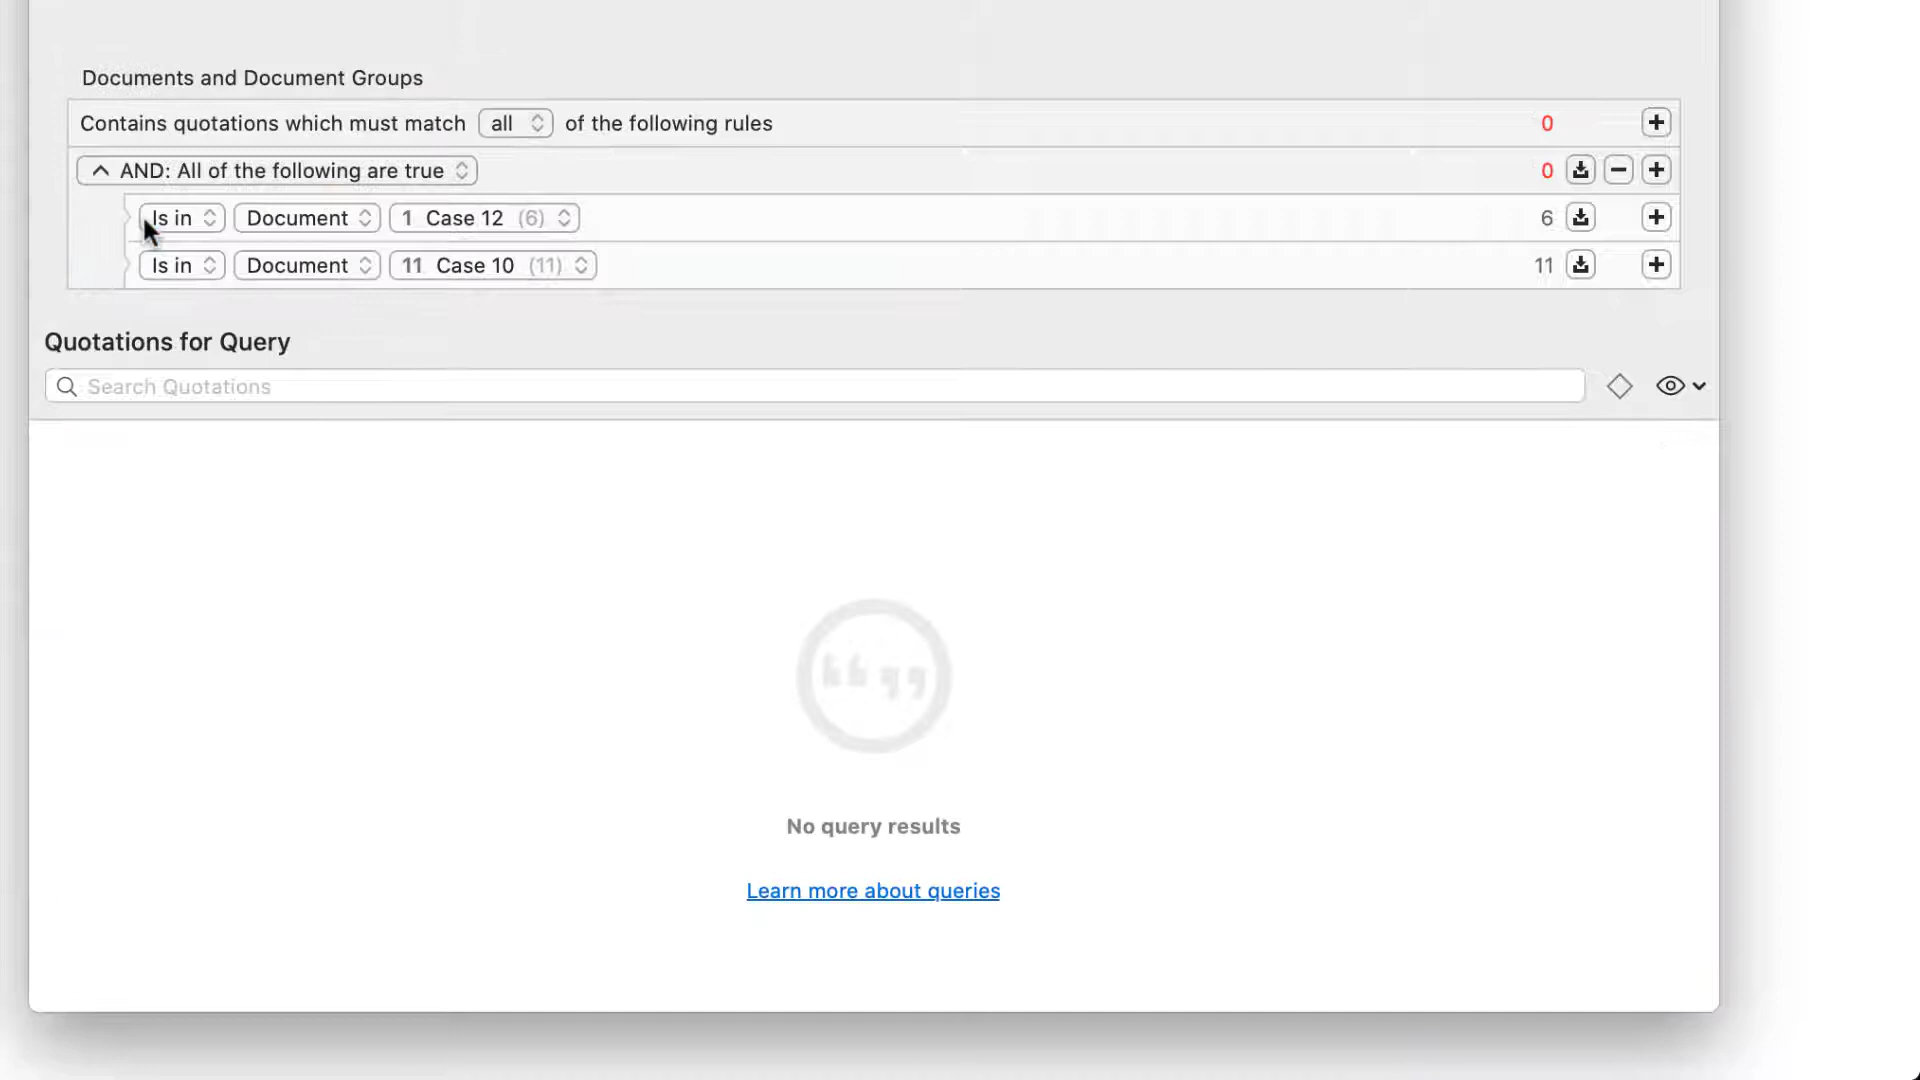 Documents and Document Groups
Contains quotations which must match all of the following rules 0
AND: All of the following are true 0
Is in Document 1 Case 12 (6) 6
Is in Document 11 Case 10 (11) 11
Quotations for Query
Search Quotations
No query results
Learn more about queries